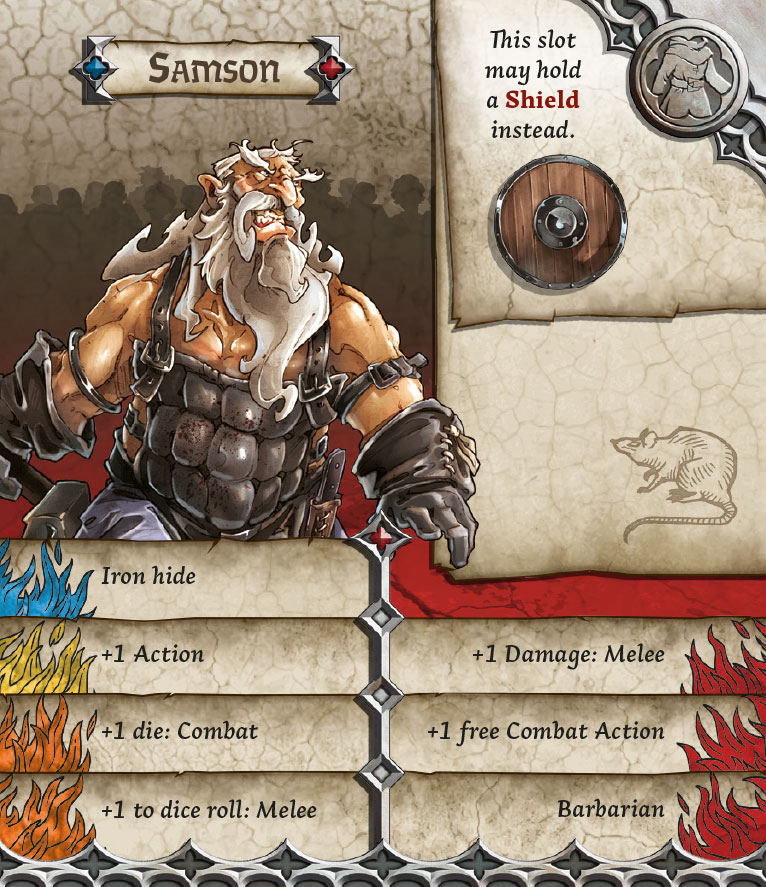 Samson
This slot
may hold
a Shield
instead.
Iron hide
+1 Action
+1 die: Combat
+1 to dice roll: Melee
+1 Damage: Melee
+1 free Combat Action
Barbarian